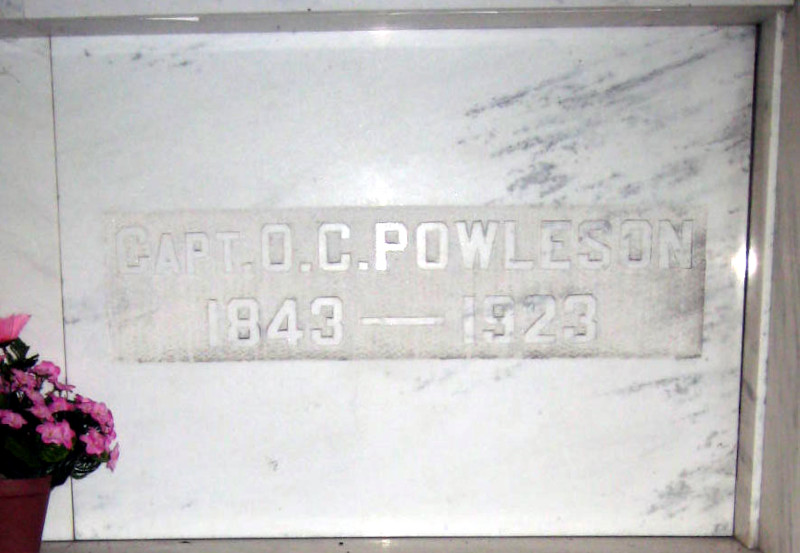 CAPT. O. C. POWLESON
1843 — 1923